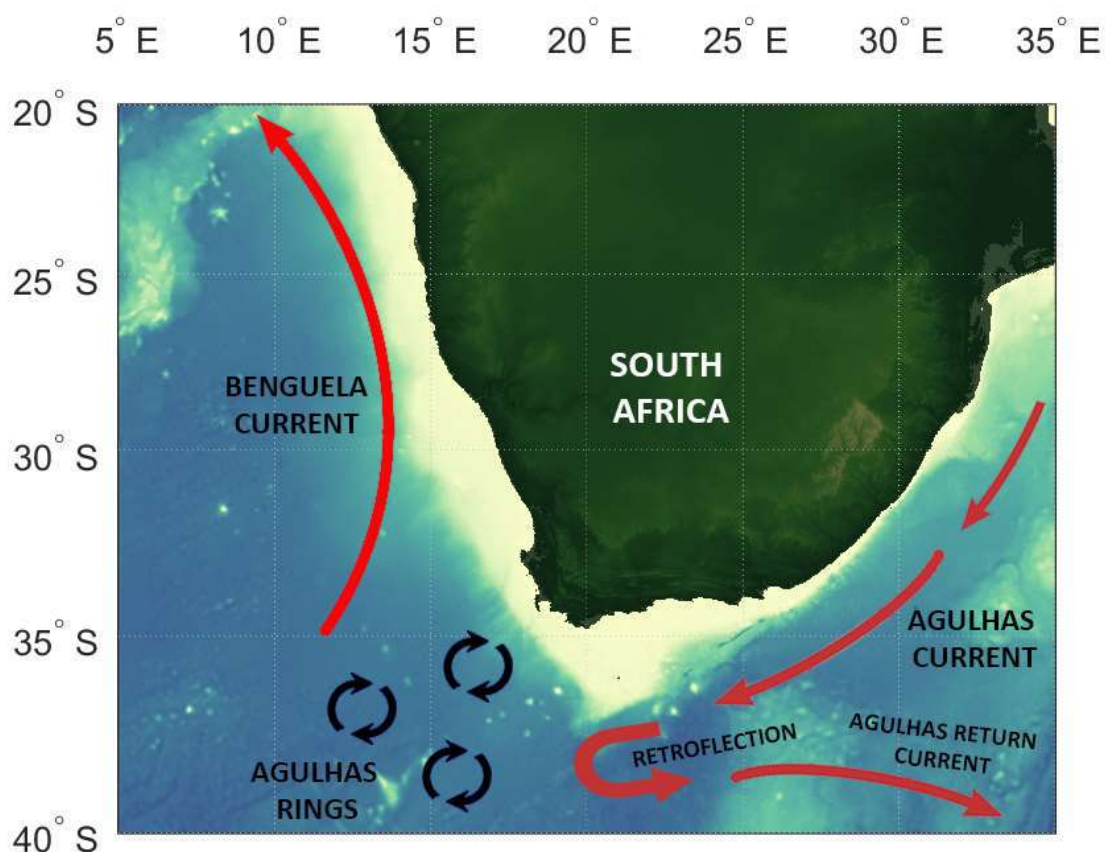 5° E 10° E 15° E 20° E 25° E 30° E 35° E
20° S
25° S
30° S
35° S
40° S
BENGUELA
CURRENT
SOUTH
AFRICA
AGULHAS
CURRENT
AGULHAS
RINGS
RETROFLECTION
AGULHAS RETURN
CURRENT